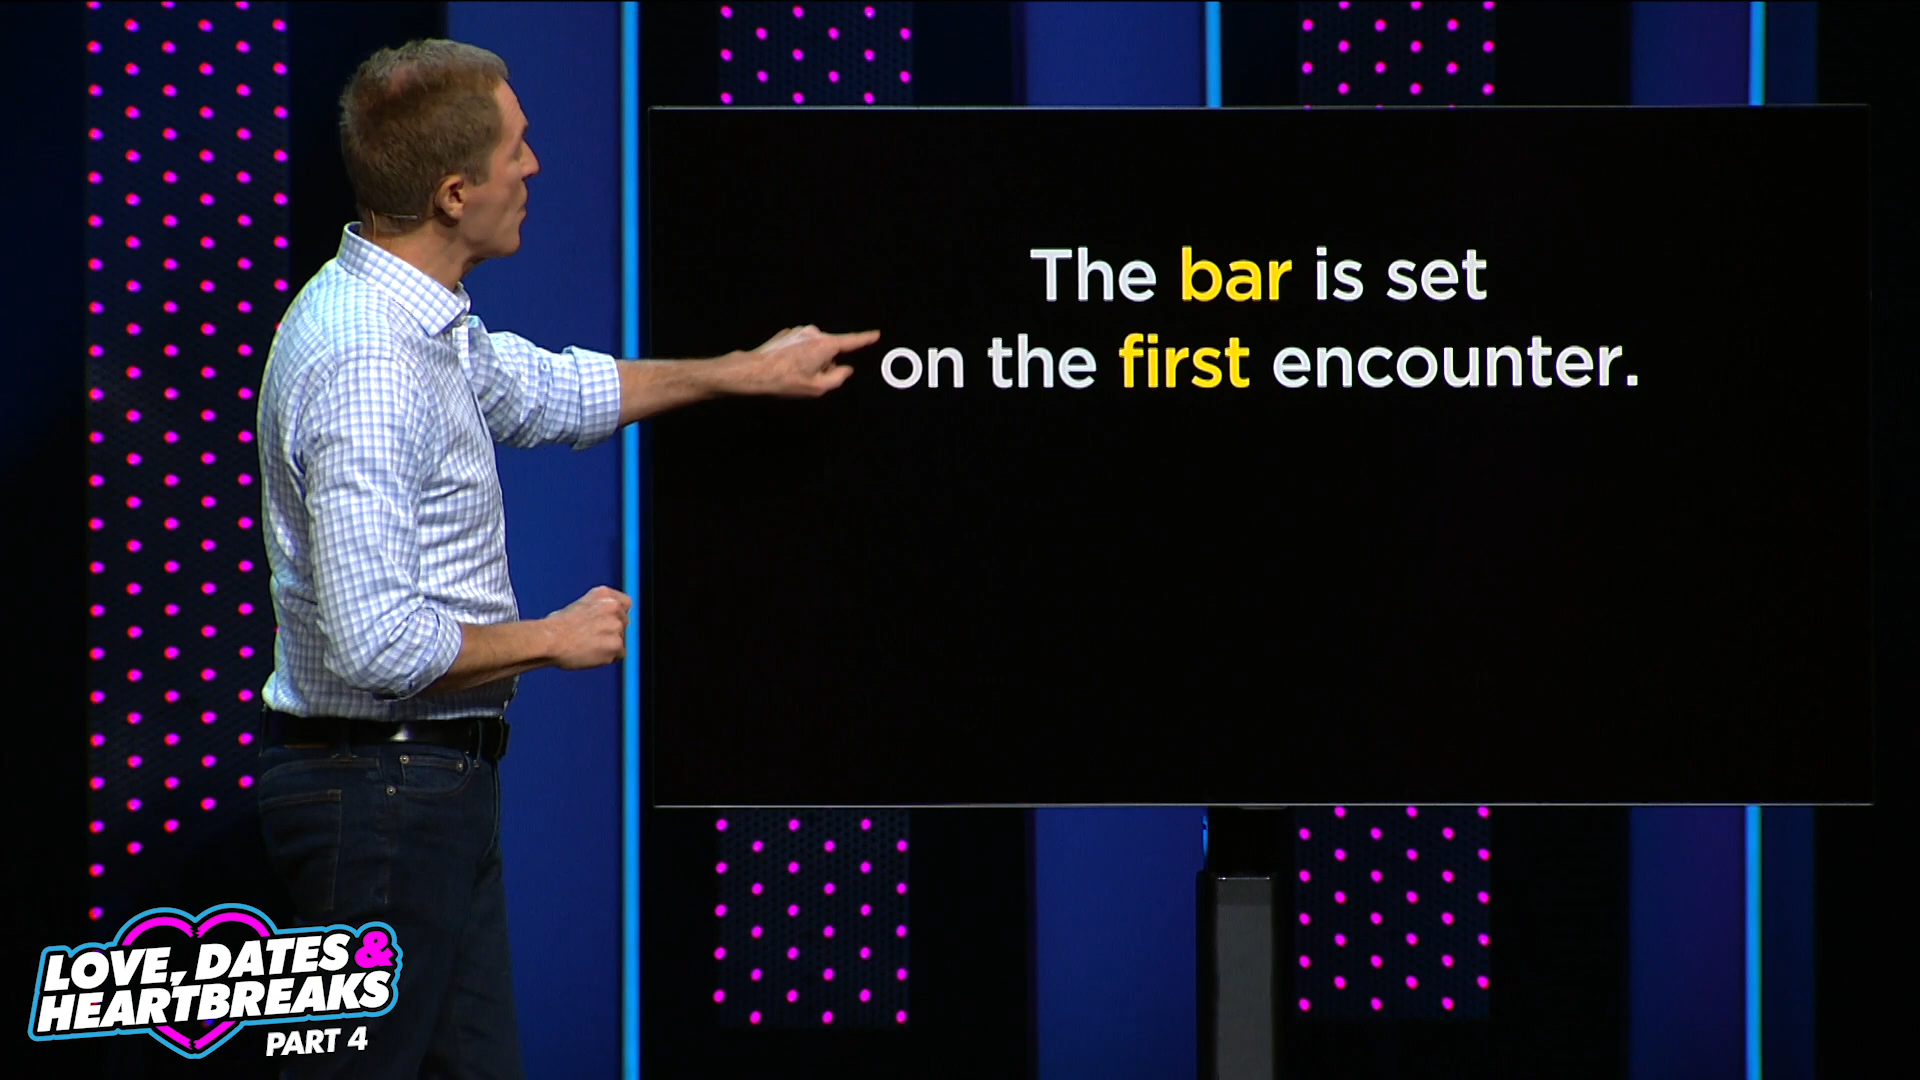 The bar is set
on the first encounter.
LOVE, DATES &
HEARTBREAKS
PART 4